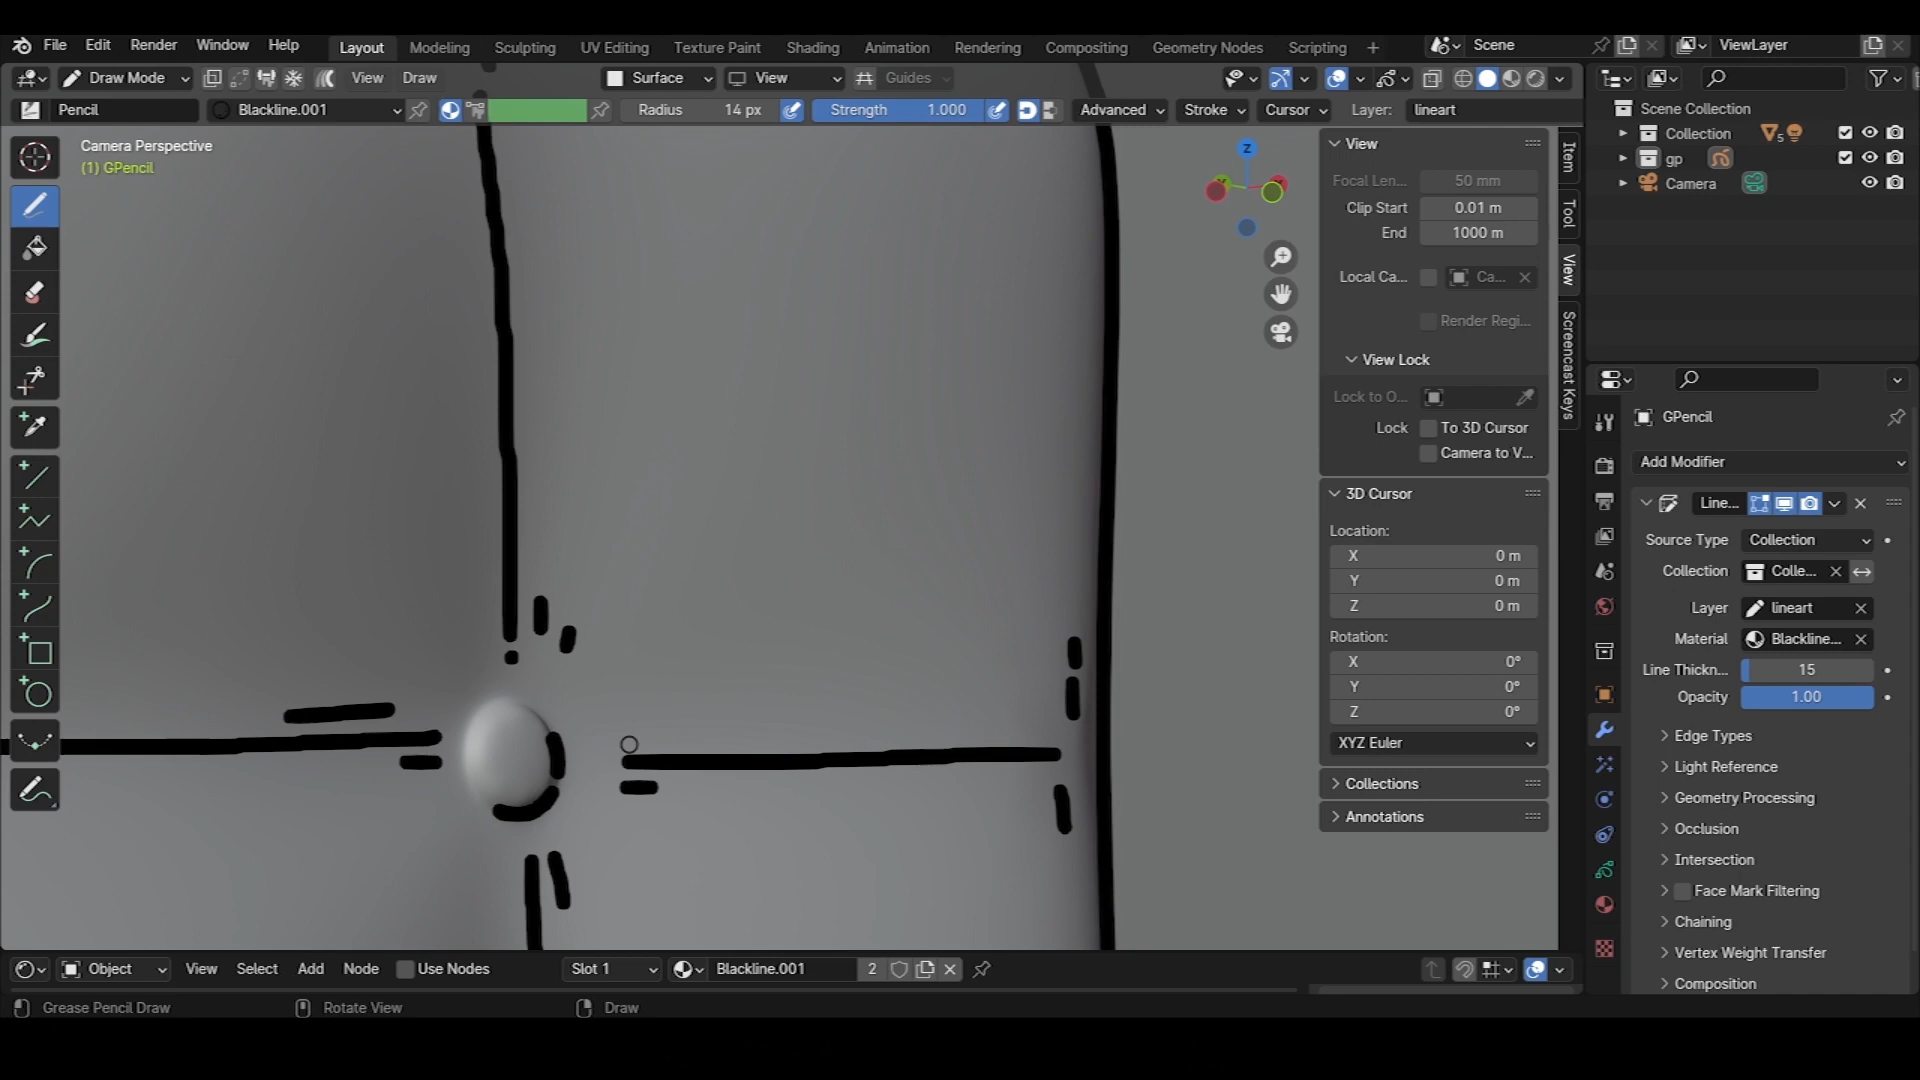 File Edit Render Window Help Layout Modeling Sculpting UV Editing Texture Paint Shading Animation Rendering Compositing Geometry Nodes Scripting + Scene ViewLayer
Draw Mode View Draw Surface View Guides
Pencil Blackline.001 Radius 14 px Strength 1.000 Advanced Stroke Cursor Layer: lineart
Camera Perspective
(1) GPencil
Z
View
Focal Len... 50 mm
Clip Start 0.01 m
End 1000 m
Local Ca... Ca...
Render Regi...
View Lock
Lock to O...
Lock To 3D Cursor
Camera to V...
3D Cursor
Location:
X 0 m
Y 0 m
Z 0 m
Rotation:
X 0°
Y 0°
Z 0°
XYZ Euler
Collections
Annotations
Item
Tool
View
Screencast Keys
Scene Collection
Collection 5
gp
Camera
GPencil
Add Modifier
Line...
Source Type Collection
Collection Colle...
Layer lineart
Material Blackline...
Line Thickn... 15
Opacity 1.00
Edge Types
Light Reference
Geometry Processing
Occlusion
Intersection
Face Mark Filtering
Chaining
Vertex Weight Transfer
Composition
Object View Select Add Node Use Nodes Slot 1 Blackline.001 2
Grease Pencil Draw Rotate View Draw